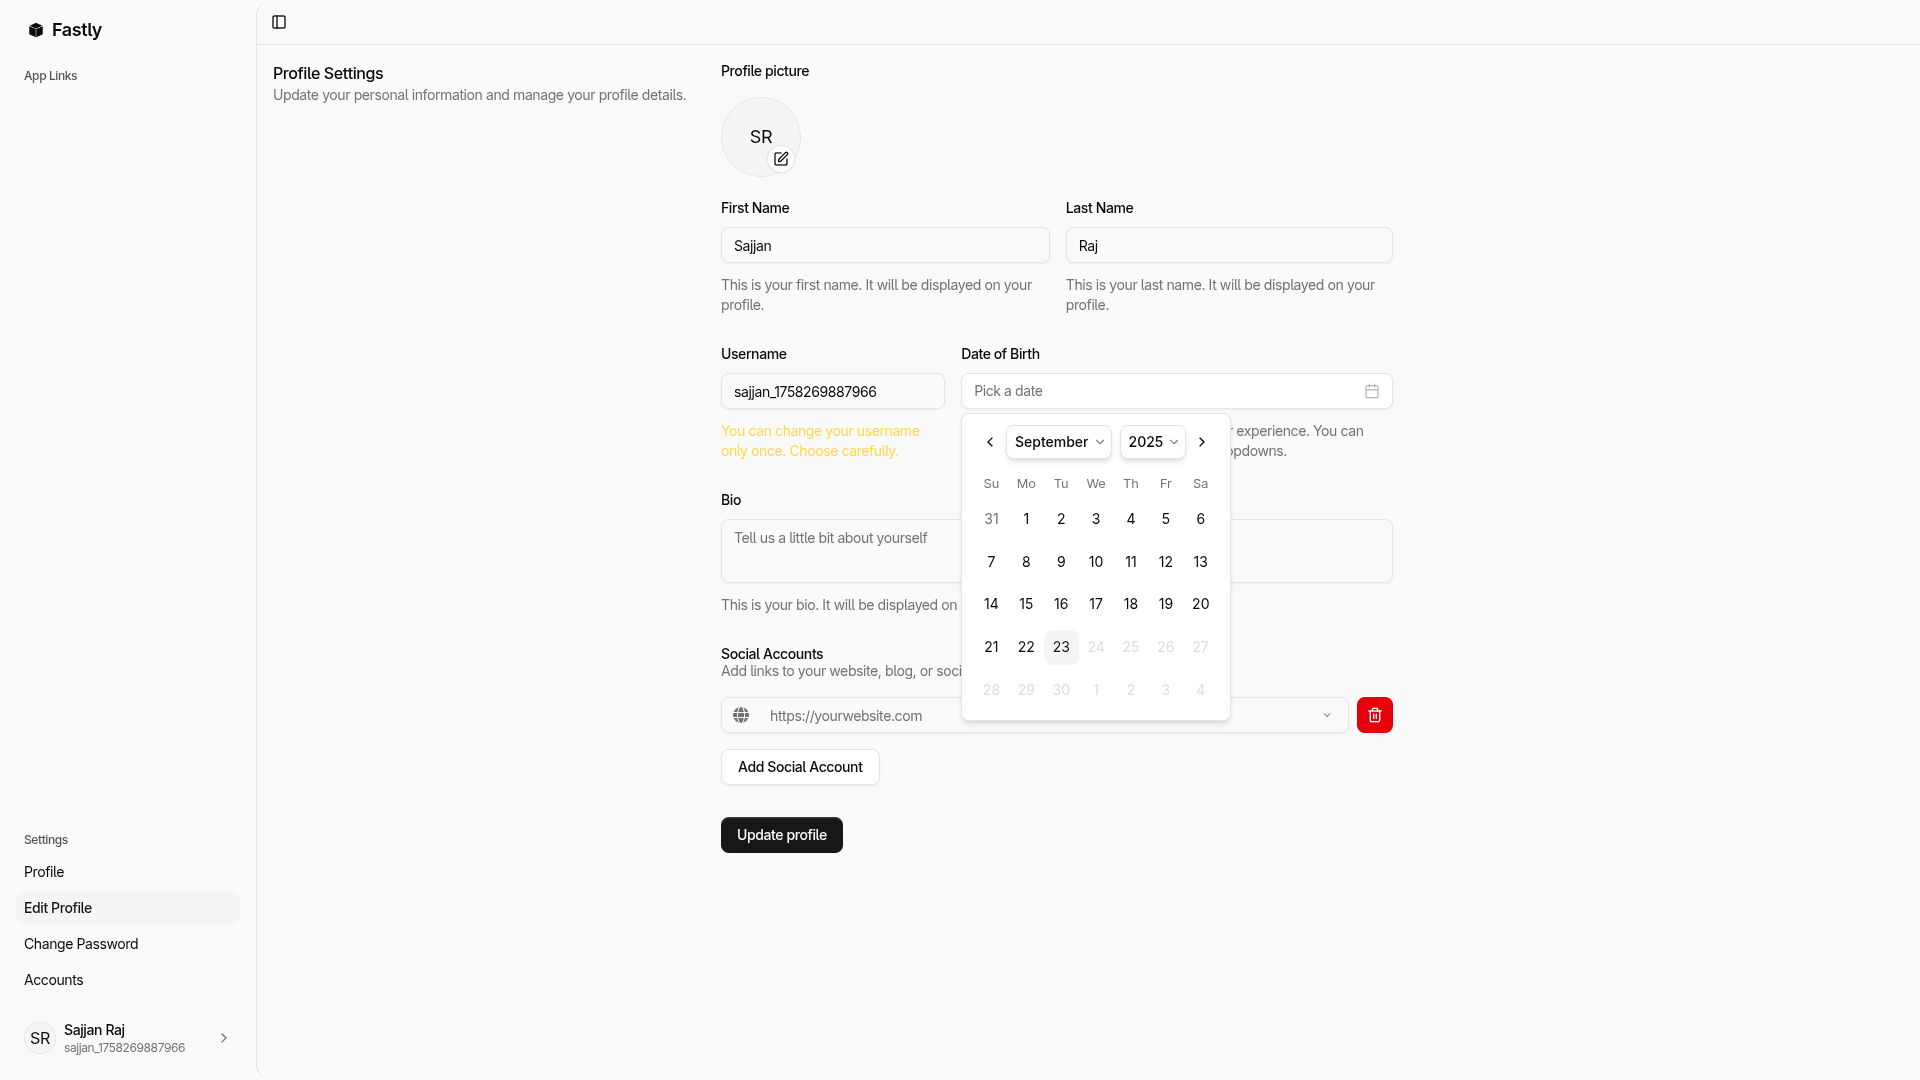 Fastly
App Links
Profile Settings
Update your personal information and manage your profile details.
Profile picture
SR
First Name
Sajjan
This is your first name. It will be displayed on your
profile.
Last Name
Raj
This is your last name. It will be displayed on your
profile.
Username
sajjan_1758269887966
You can change your username
only once. Choose carefully.
Date of Birth
Pick a date
experience. You can
September 2025
Su Mo Tu We Th Fr Sa
31 1 2 3 4 5 6
7 8 9 10 11 12 13
14 15 16 17 18 19 20
21 22 23 24 25 26 27
28 29 30 1 2 3 4
Bio
Tell us a little bit about yourself
This is your bio. It will be displayed on
Social Accounts
Add links to your website, blog, or soci
https://yourwebsite.com
Add Social Account
Update profile
Settings
Profile
Edit Profile
Change Password
Accounts
SR
Sajjan Raj
sajjan_1758269887966